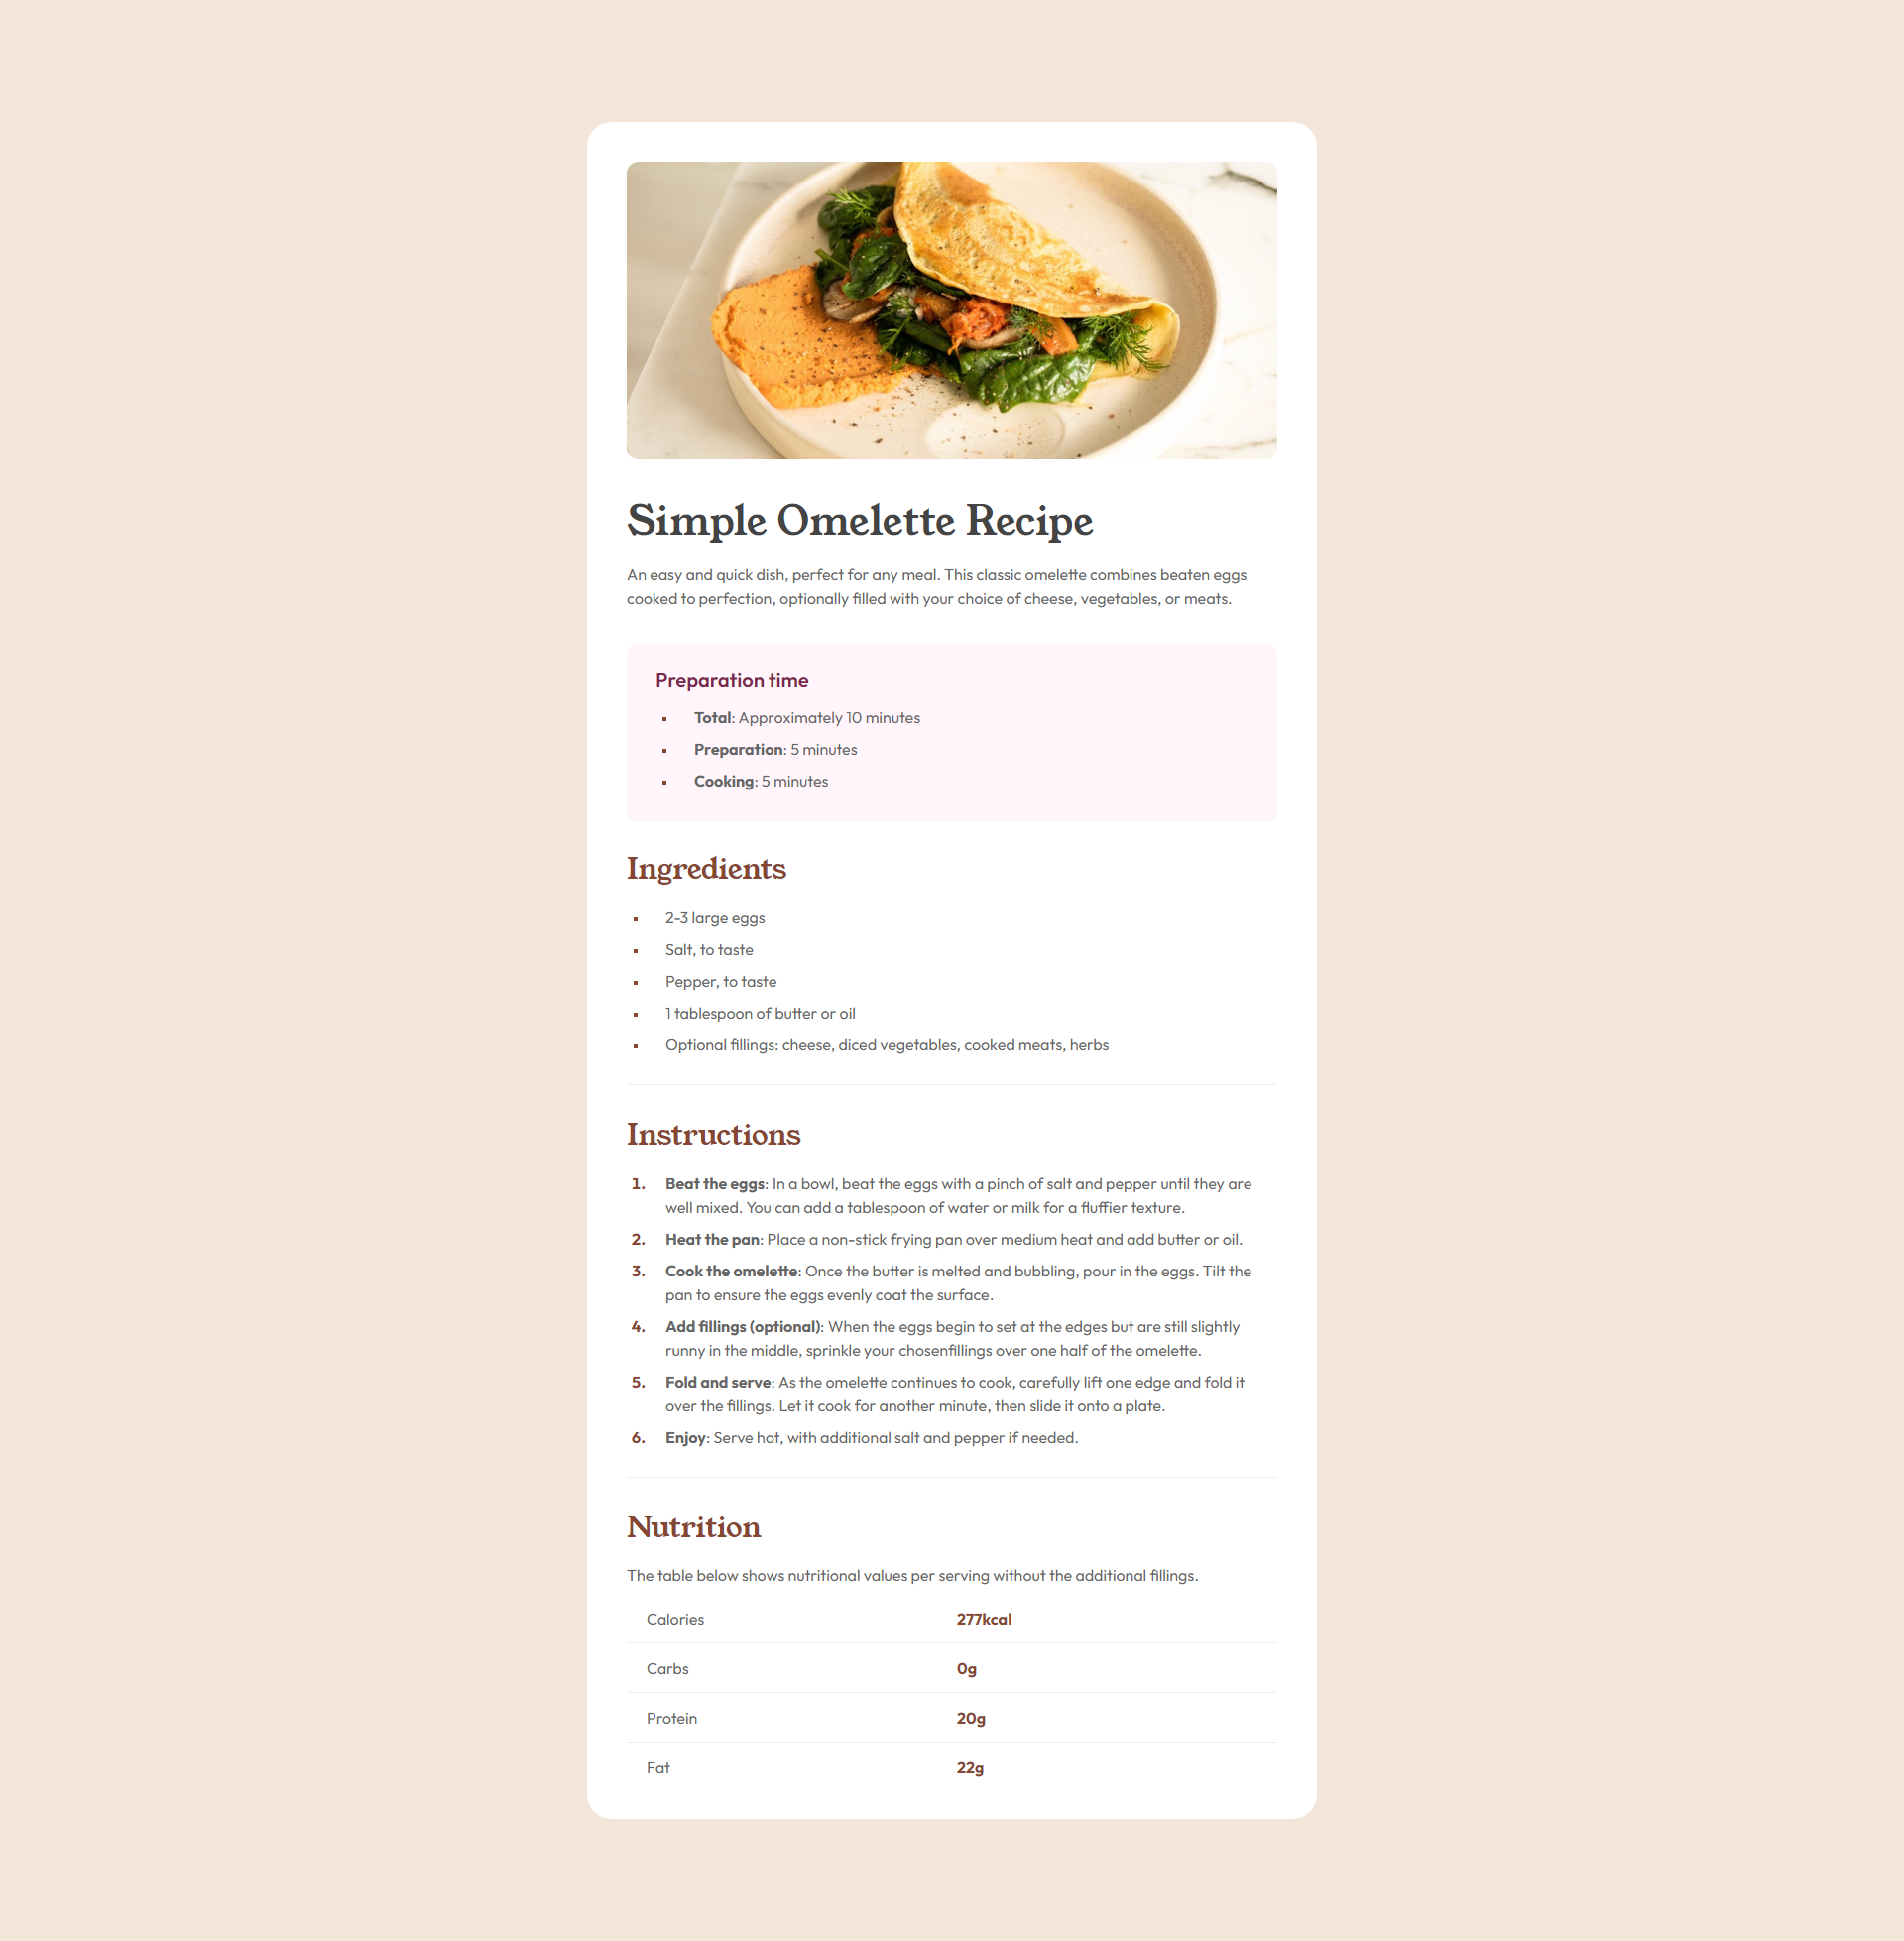 Simple Omelette Recipe
An easy and quick dish, perfect for any meal. This classic omelette combines beaten eggs
cooked to perfection, optionally filled with your choice of cheese, vegetables, or meats.
Preparation time
▪ Total: Approximately 10 minutes
▪ Preparation: 5 minutes
▪ Cooking: 5 minutes
Ingredients
▪ 2-3 large eggs
▪ Salt, to taste
▪ Pepper, to taste
▪ 1 tablespoon of butter or oil
▪ Optional fillings: cheese, diced vegetables, cooked meats, herbs
Instructions
1. Beat the eggs: In a bowl, beat the eggs with a pinch of salt and pepper until they are
well mixed. You can add a tablespoon of water or milk for a fluffier texture.
2. Heat the pan: Place a non-stick frying pan over medium heat and add butter or oil.
3. Cook the omelette: Once the butter is melted and bubbling, pour in the eggs. Tilt the
pan to ensure the eggs evenly coat the surface.
4. Add fillings (optional): When the eggs begin to set at the edges but are still slightly
runny in the middle, sprinkle your chosenfillings over one half of the omelette.
5. Fold and serve: As the omelette continues to cook, carefully lift one edge and fold it
over the fillings. Let it cook for another minute, then slide it onto a plate.
6. Enjoy: Serve hot, with additional salt and pepper if needed.
Nutrition
The table below shows nutritional values per serving without the additional fillings.
Calories 277kcal
Carbs 0g
Protein 20g
Fat 22g